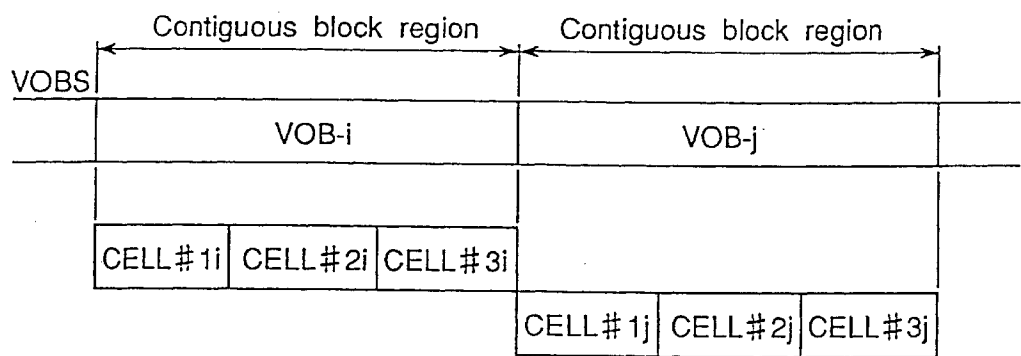 Contiguous block region Contiguous block region
VOBS
VOB-i VOB-j
CELL#1i CELL#2i CELL#3i
CELL#1j CELL#2j CELL#3j